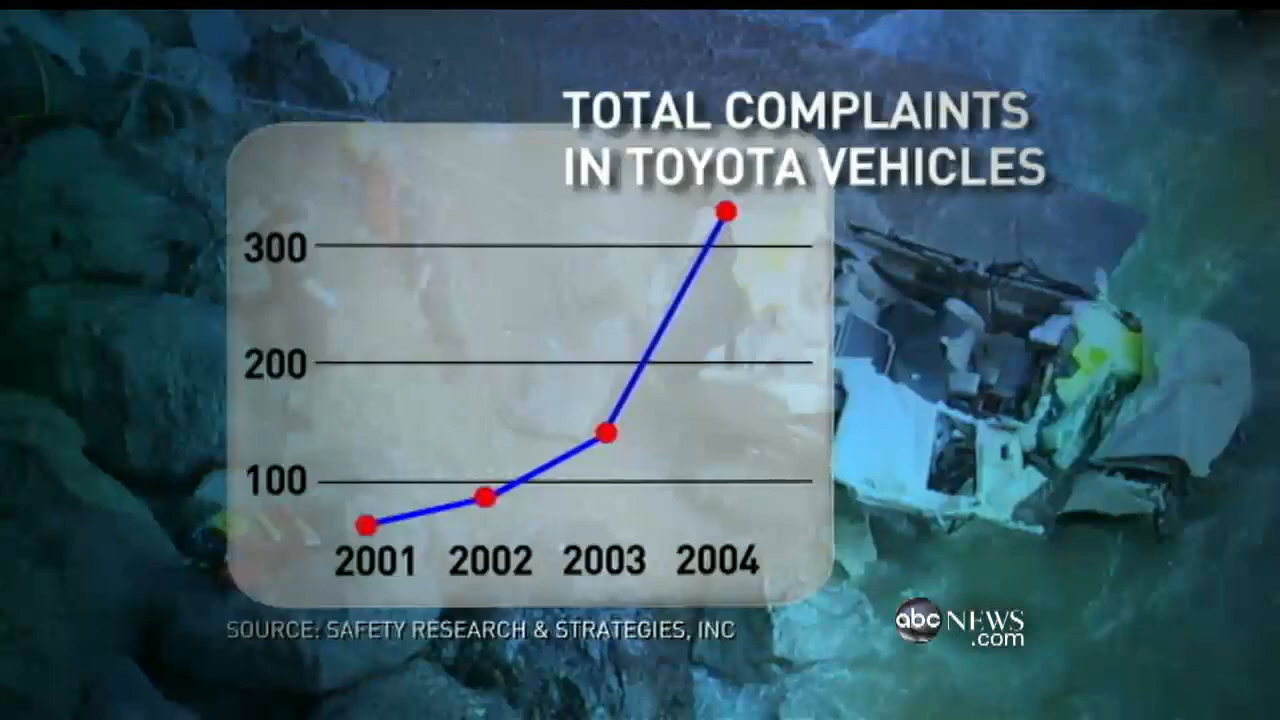 TOTAL COMPLAINTS
IN TOYOTA VEHICLES
300
200
100
2001 2002 2003 2004
SOURCE: SAFETY RESEARCH & STRATEGIES, INC
abc NEWS
.com